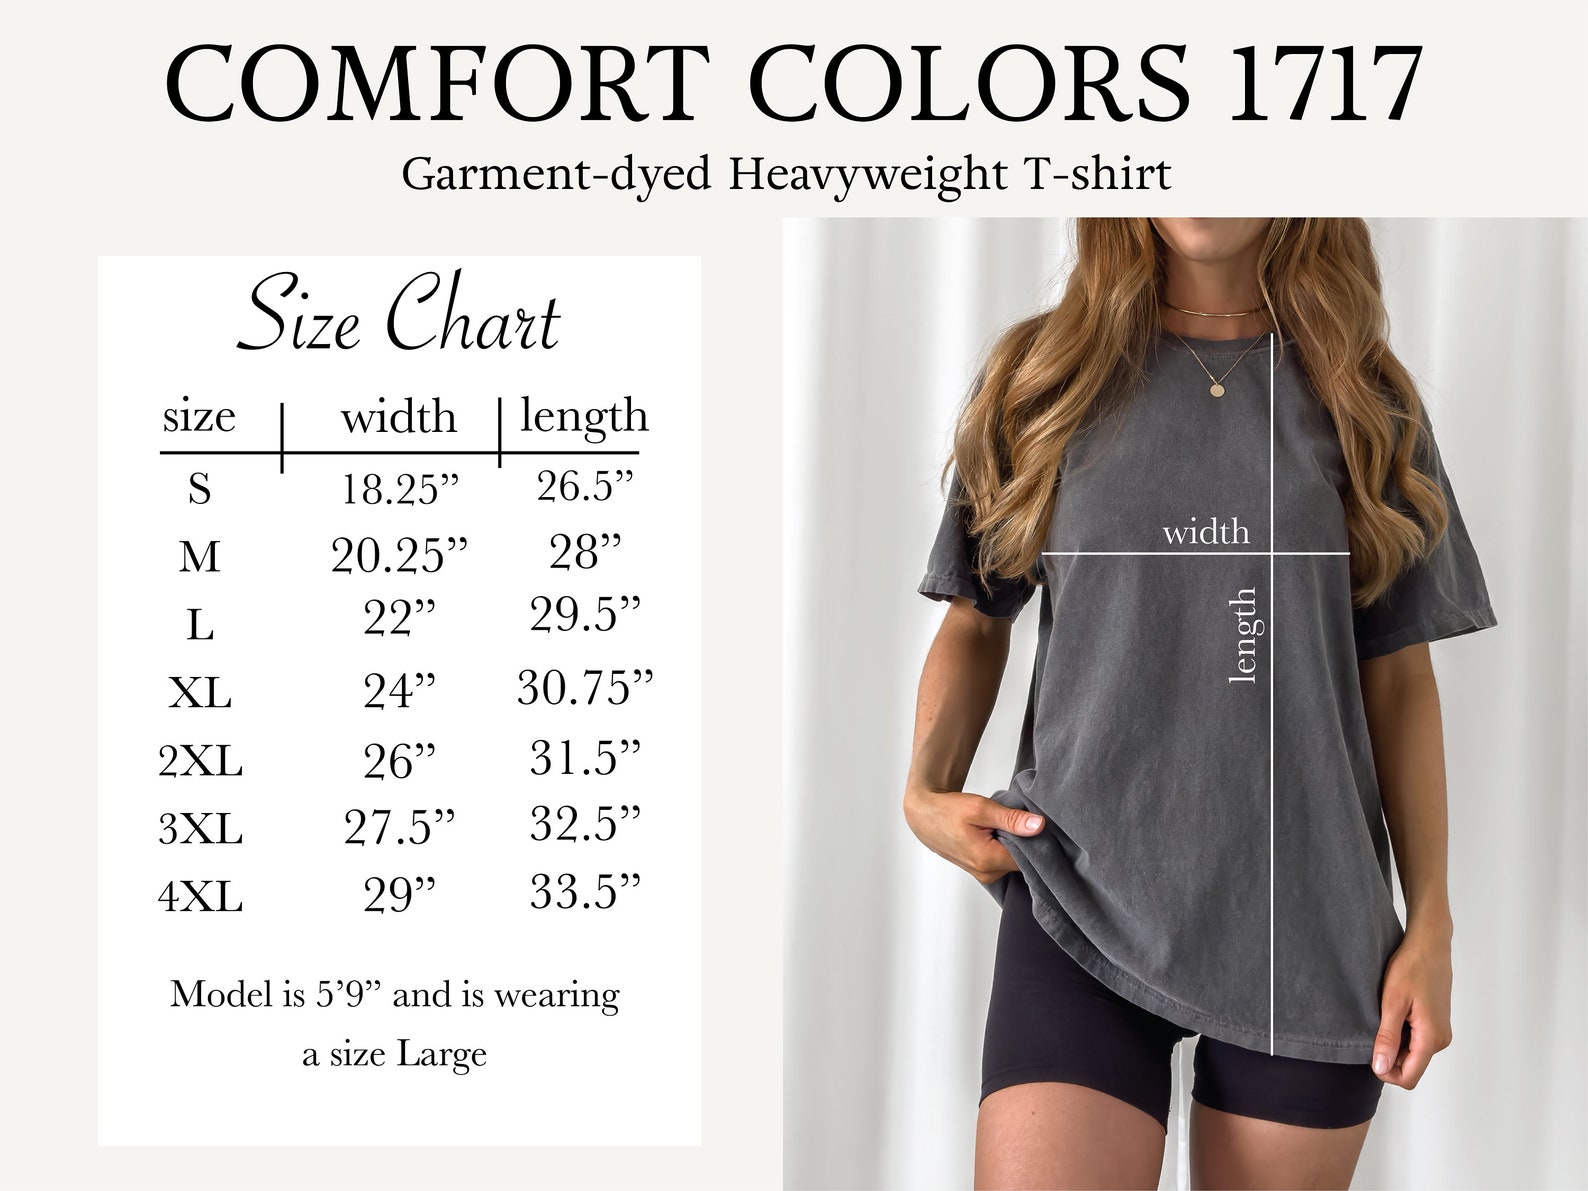 COMFORT COLORS 1717
Garment-dyed Heavyweight T-shirt
Size Chart
size width length
S 18.25” 26.5”
M 20.25” 28”
L 22” 29.5”
XL 24” 30.75”
2XL 26” 31.5”
3XL 27.5” 32.5”
4XL 29” 33.5”
Model is 5’9” and is wearing
a size Large
width
length